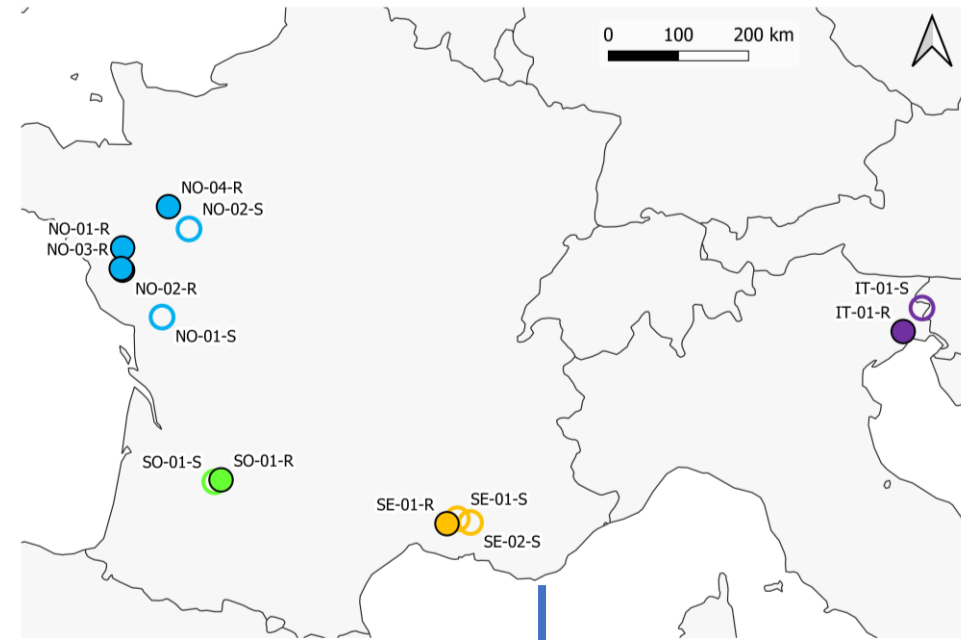 0 100 200 km
NO-04-R
NO-02-S
NO-01-R
NO-03-R
NO-02-R
NO-01-S
IT-01-S
IT-01-R
SO-01-S SO-01-R
SE-01-R SE-01-S
SE-02-S